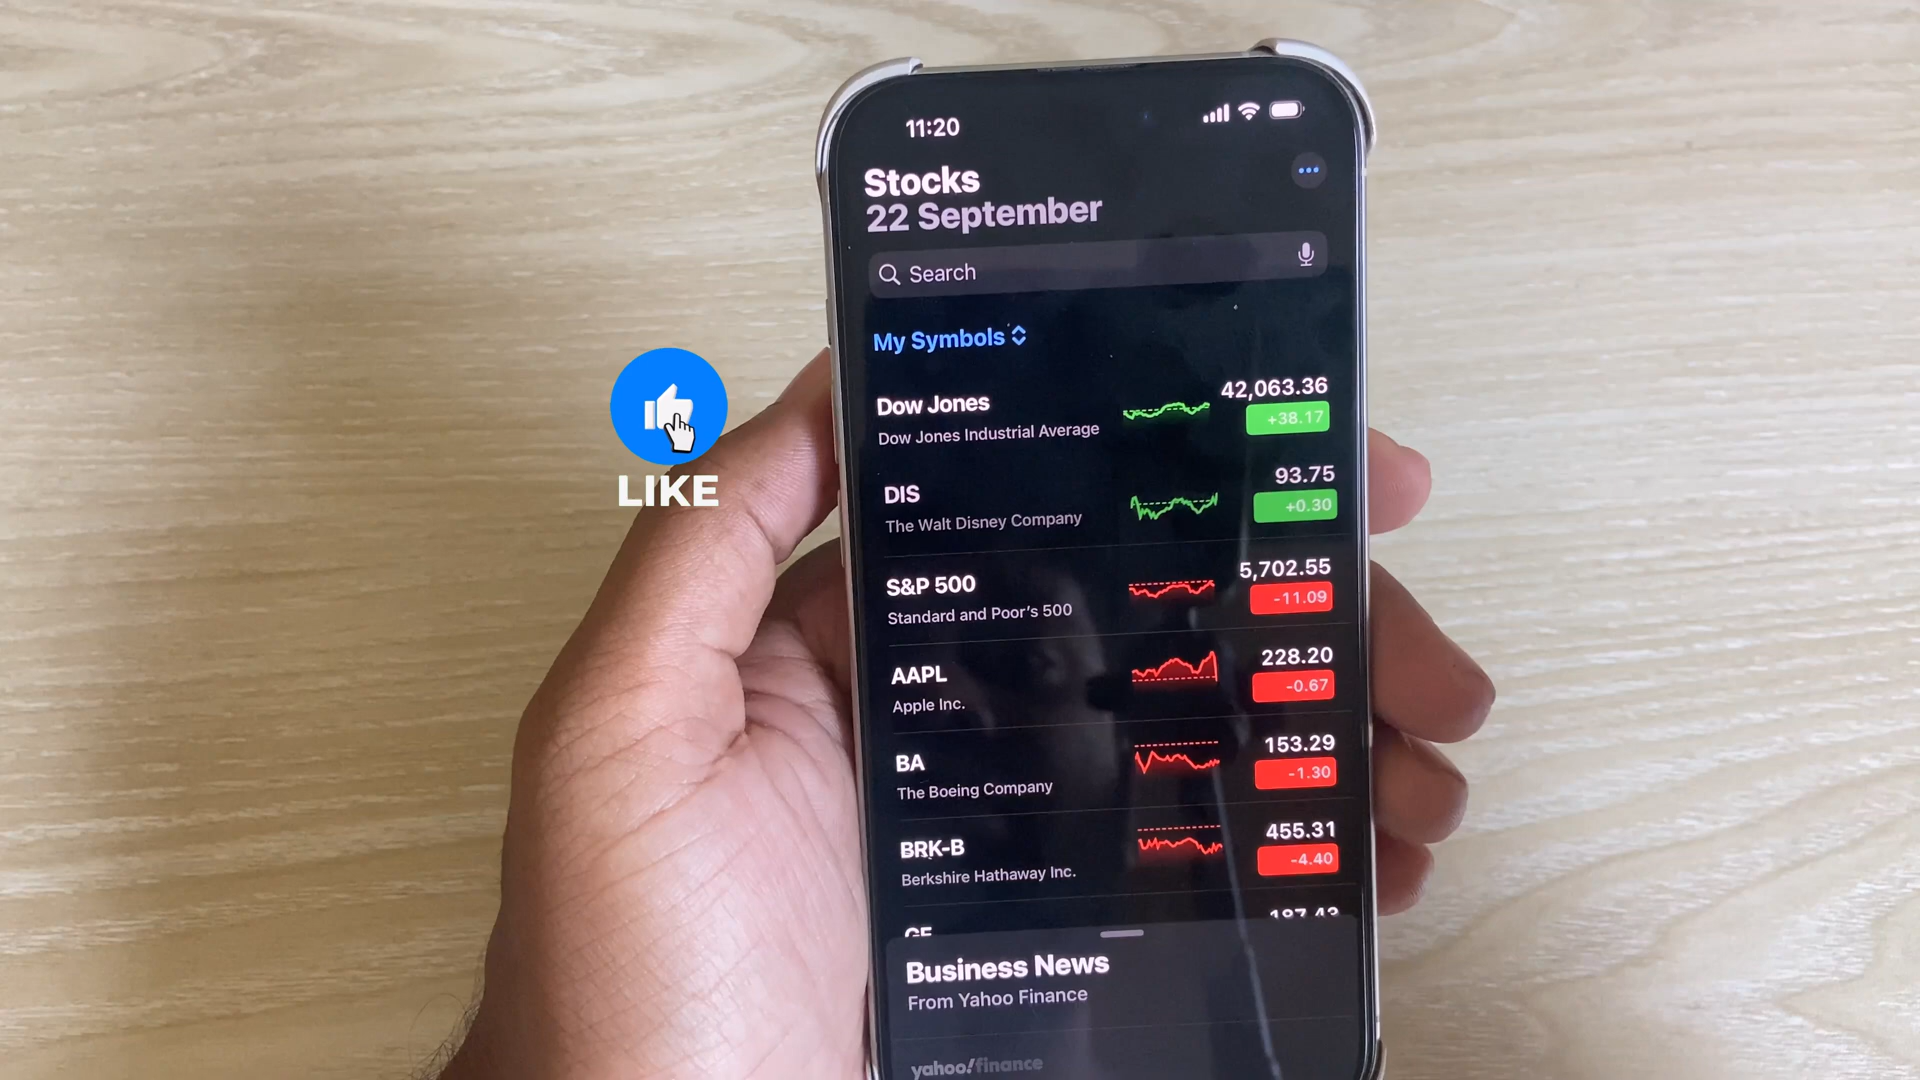 11:20
Stocks
22 September
Search
My Symbols
Dow Jones
Dow Jones Industrial Average
42,063.36
+38.17
DIS
The Walt Disney Company
93.75
+0.30
S&P 500
Standard and Poor's 500
5,702.55
-11.09
AAPL
Apple Inc.
228.20
-0.67
BA
The Boeing Company
153.29
-1.30
BRK-B
Berkshire Hathaway Inc.
455.31
-4.40
GE
187.43
Business News
From Yahoo Finance
yahoo!finance
LIKE